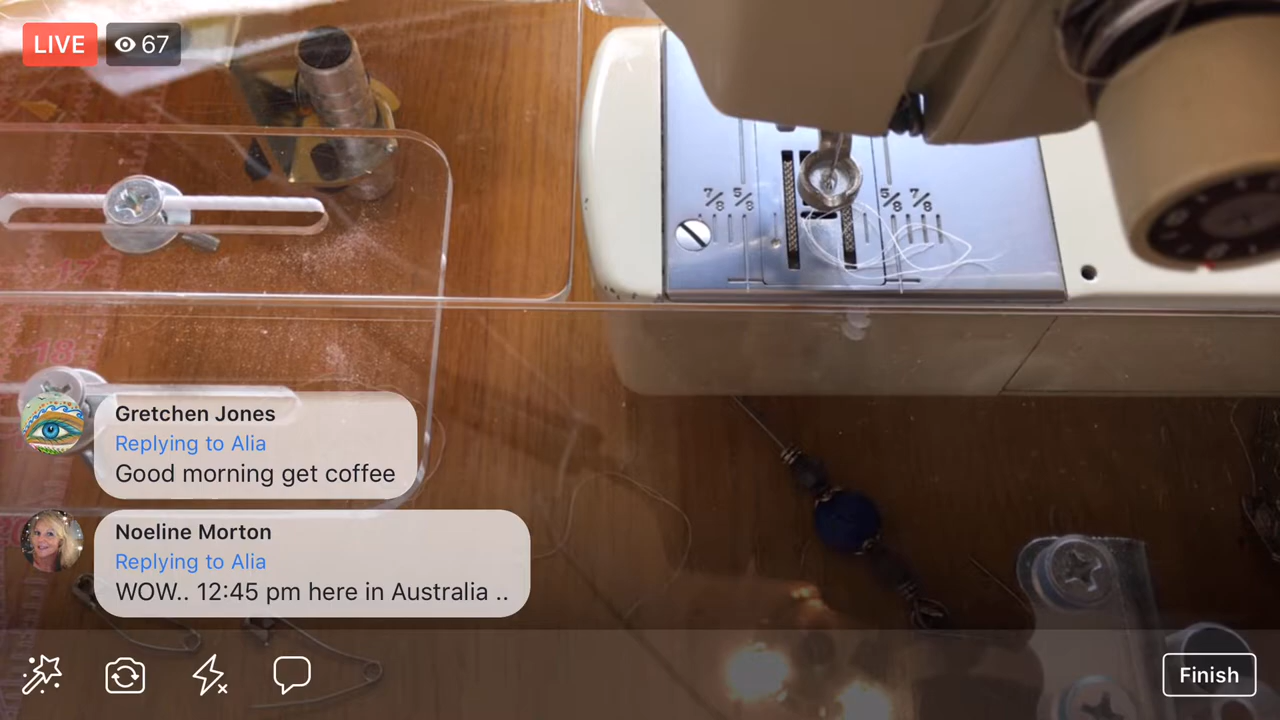 LIVE
67
7/8 5/8
5/8 7/8
17
18
Gretchen Jones
Replying to Alia
Good morning get coffee
Noeline Morton
Replying to Alia
WOW.. 12:45 pm here in Australia ..
Finish